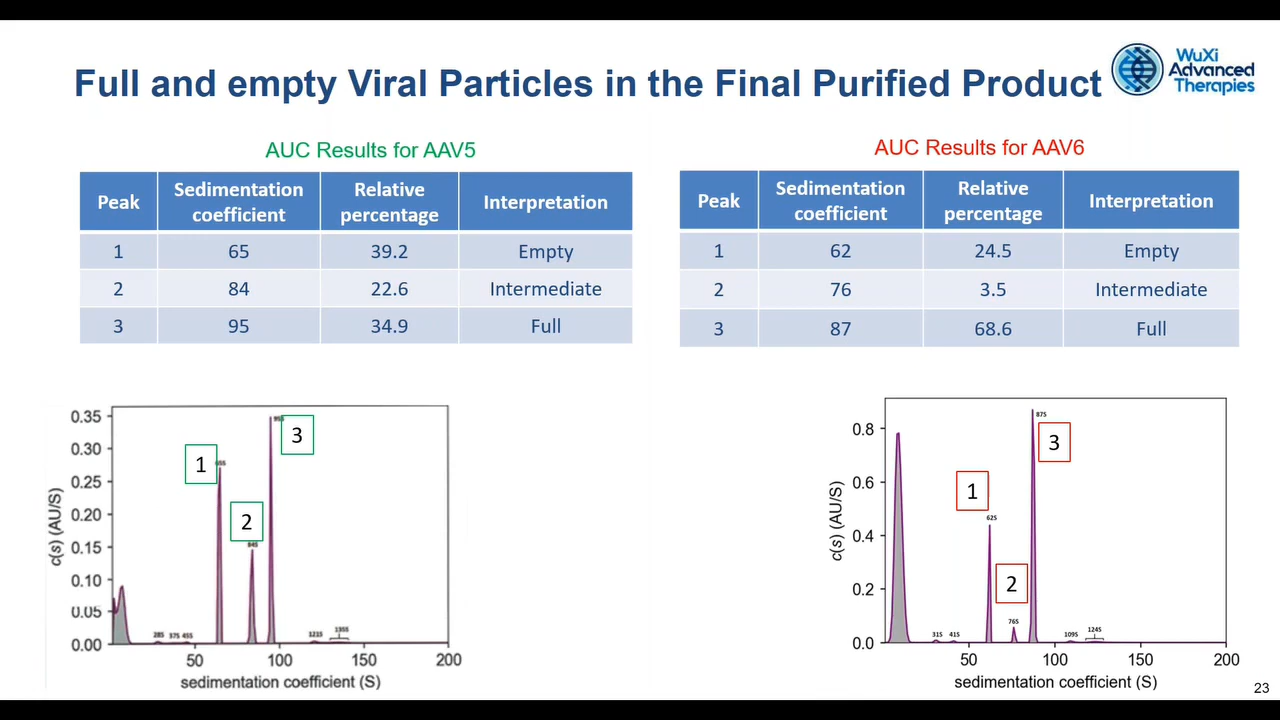 Full and empty Viral Particles in the Final Purified Product
WuXi
Advanced
Therapies
AUC Results for AAV5
Peak Sedimentation coefficient Relative percentage Interpretation
1 65 39.2 Empty
2 84 22.6 Intermediate
3 95 34.9 Full
AUC Results for AAV6
Peak Sedimentation coefficient Relative percentage Interpretation
1 62 24.5 Empty
2 76 3.5 Intermediate
3 87 68.6 Full
c(s) (AU/S)
0.35
0.30
0.25
0.20
0.15
0.10
0.05
0.00
1
2
3
65S
84S
95S
28S 37S 45S
121S
135S
50 100 150 200
sedimentation coefficient (S)
c(s) (AU/S)
0.8
0.6
0.4
0.2
0.0
1
2
3
62S
76S
87S
31S 41S
109S
124S
50 100 150 200
sedimentation coefficient (S)
23